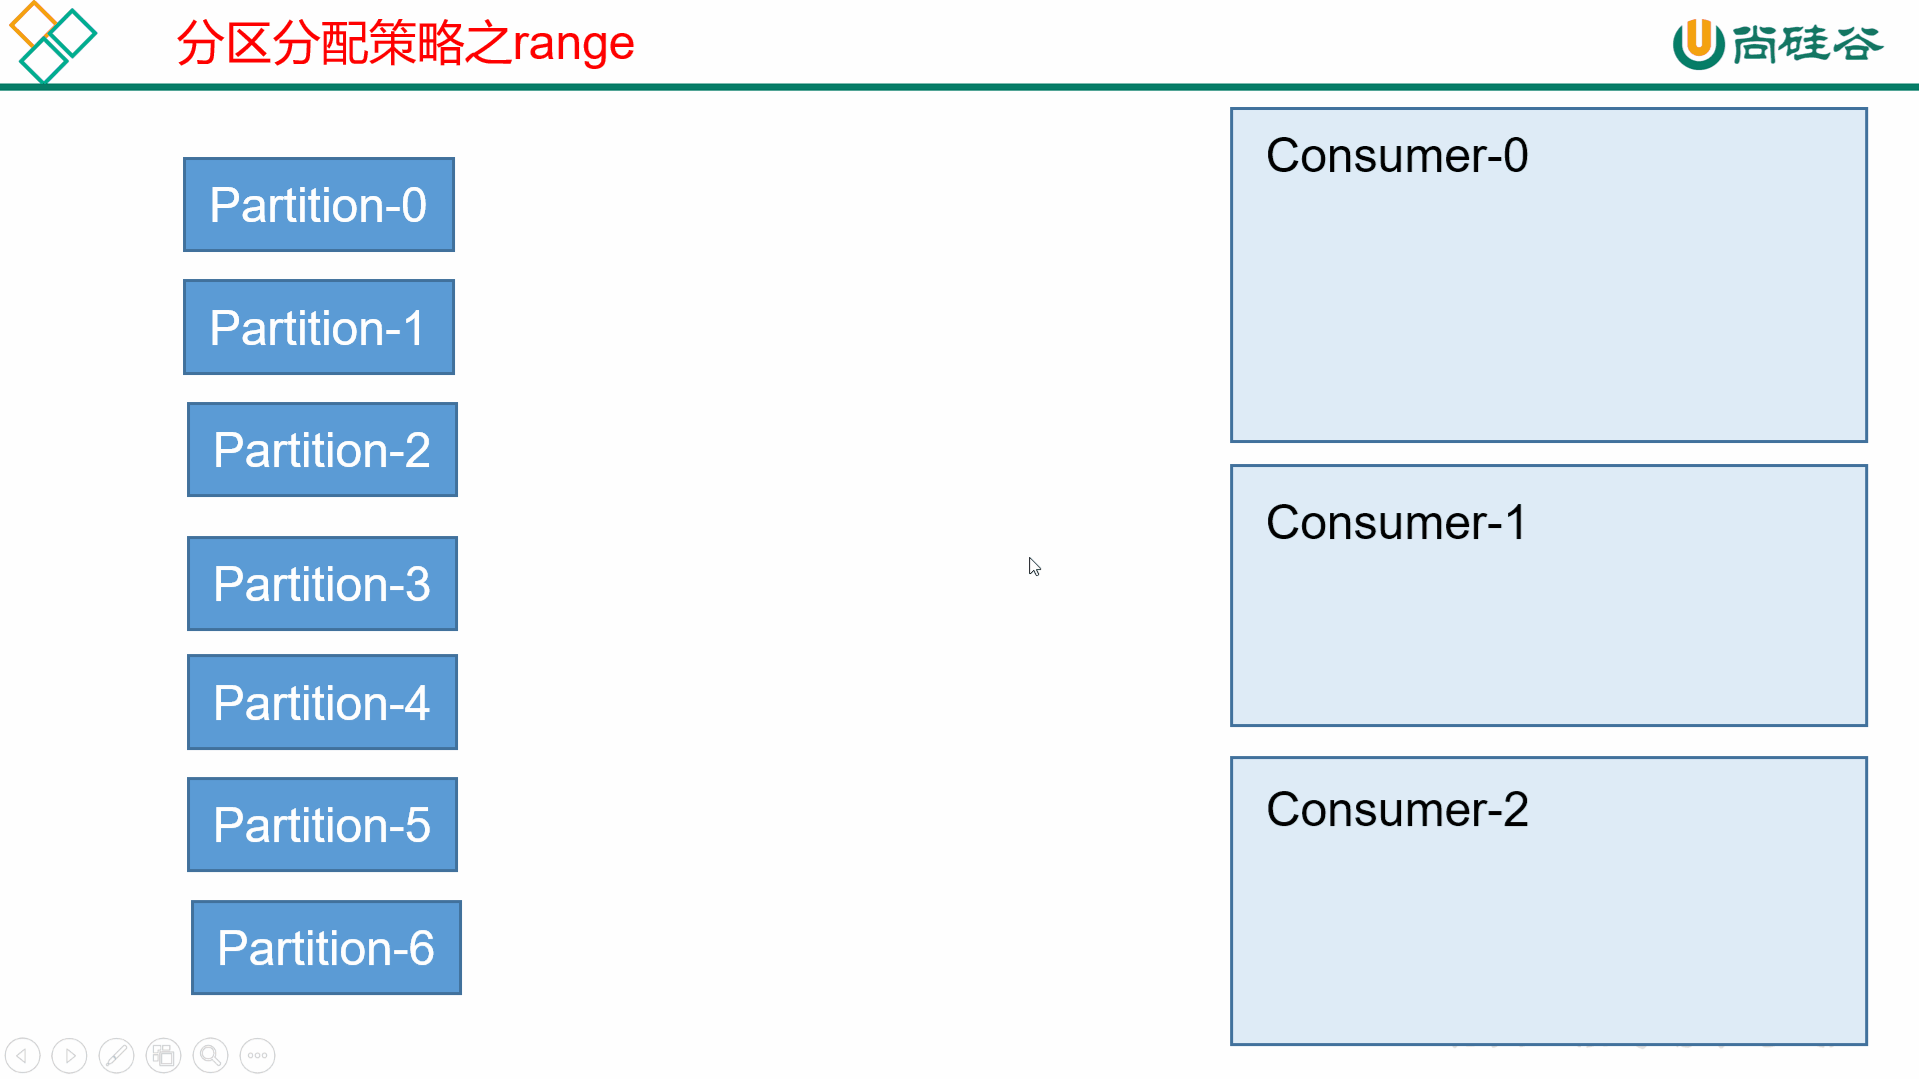 分区分配策略之range
尚硅谷
Partition-0
Partition-1
Partition-2
Partition-3
Partition-4
Partition-5
Partition-6
Consumer-0
Consumer-1
Consumer-2